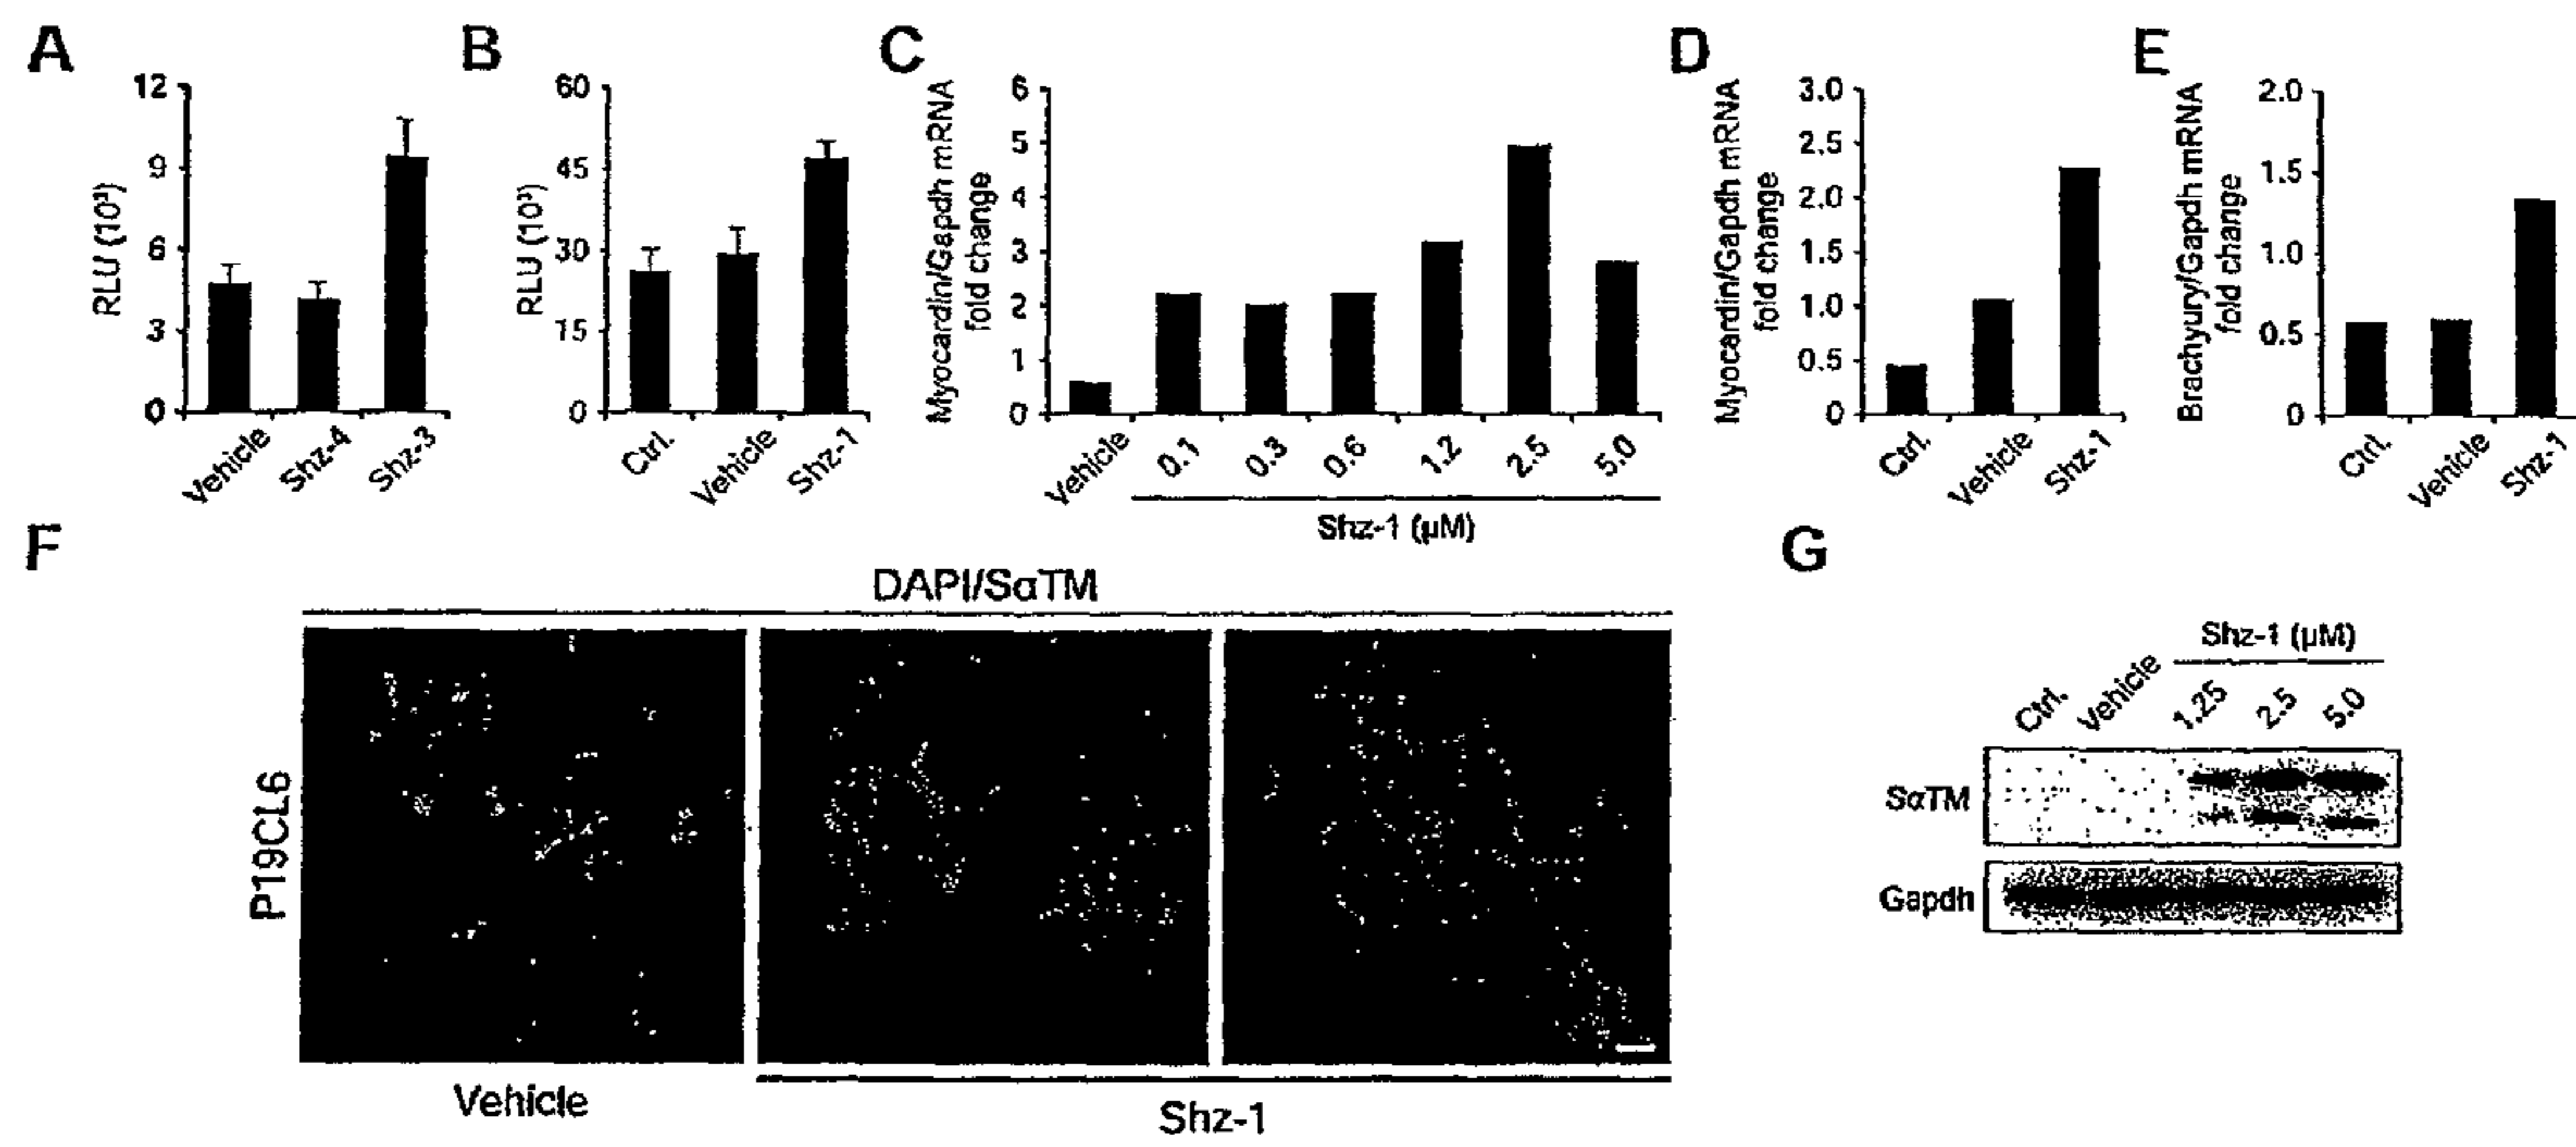 A
B
C
D
E
12
9
6
3
0
RLU (10³)
Vehicle
Shz-4
Shz-3
60
45
30
15
0
RLU (10³)
Ctrl.
Vehicle
Shz-1
6
5
4
3
2
1
0
Myocardin/Gapdh mRNA
fold change
Vehicle
0.1
0.3
0.6
1.2
2.5
5.0
Shz-1 (µM)
3.0
2.5
2.0
1.5
1.0
0.5
0
Myocardin/Gapdh mRNA
fold change
Ctrl.
Vehicle
Shz-1
2.0
1.5
1.0
0.5
0
Brachyury/Gapdh mRNA
fold change
Ctrl.
Vehicle
Shz-1
F
DAPI/SαTM
P19CL6
Vehicle
Shz-1
G
Shz-1 (µM)
Ctrl.
Vehicle
1.25
2.5
5.0
SαTM
Gapdh